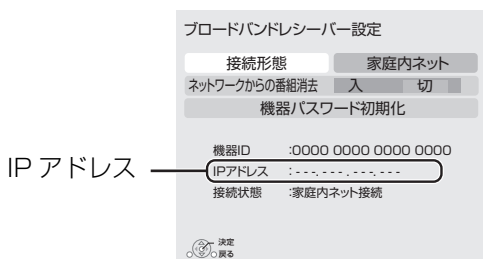 ブロードバンドレシーバー設定
接続形態 家庭内ネット
ネットワークからの番組消去 入 切
機器パスワード初期化
機器ID :0000 0000 0000 0000
IP アドレス
IPアドレス :---.---.---.---
接続状態 :家庭内ネット接続
決定
戻る